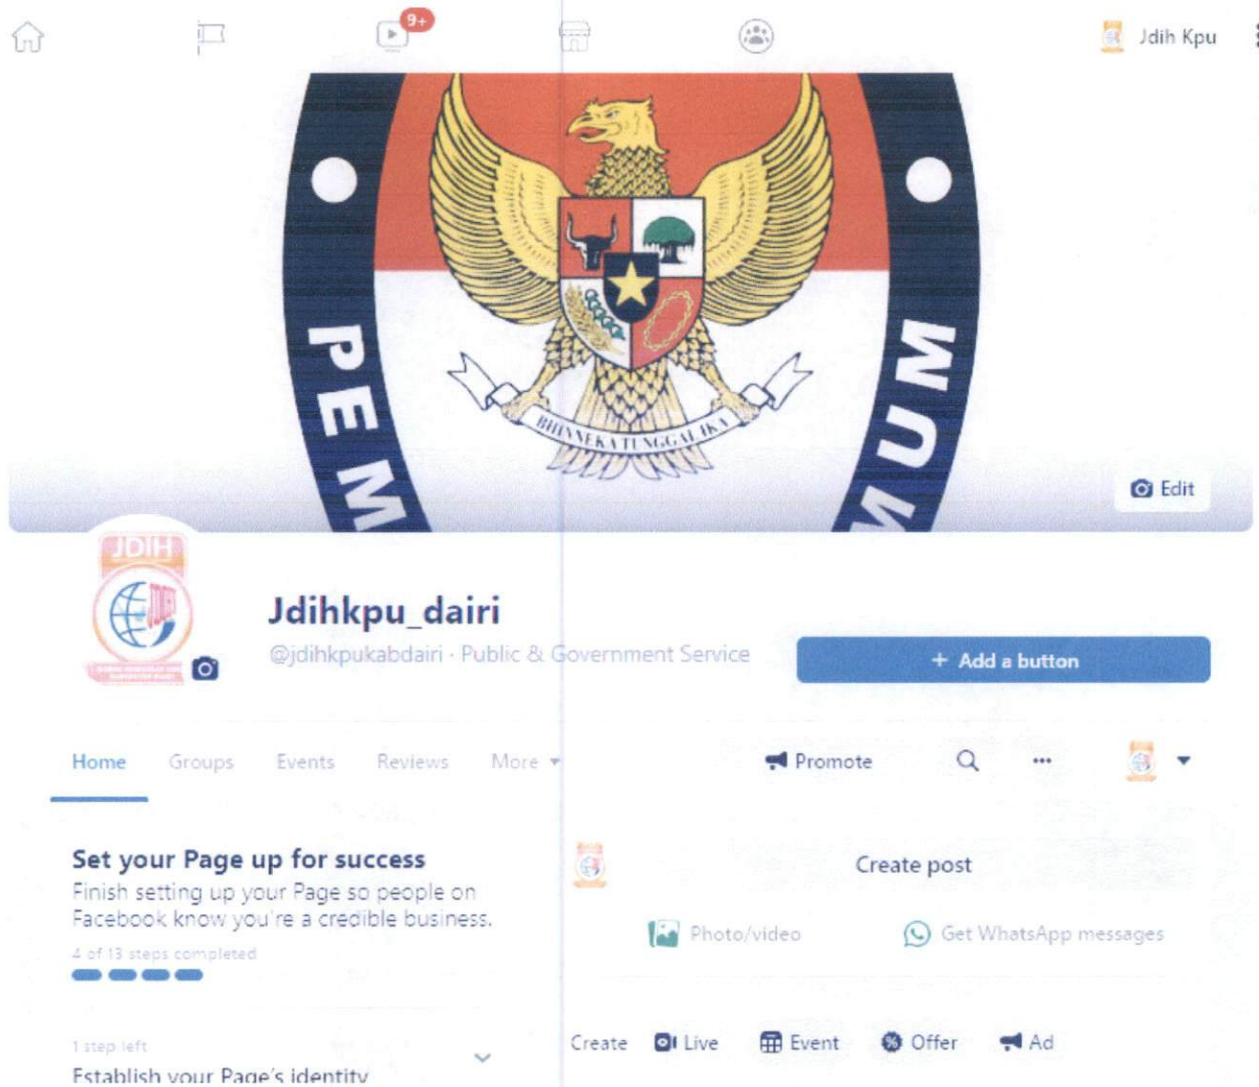 9+
Jdih Kpu
PEM
MUM
BHINNEKA TUNGGAL IKA
Edit
JDIH
Jdihkpu_dairi
@jdihkpukabdairi · Public & Government Service
+ Add a button
Home Groups Events Reviews More
Promote
Set your Page up for success
Finish setting up your Page so people on
Facebook know you're a credible business.
4 of 13 steps completed
1 step left
Establish your Page's identity
Create post
Photo/video Get WhatsApp messages
Create Live Event Offer Ad